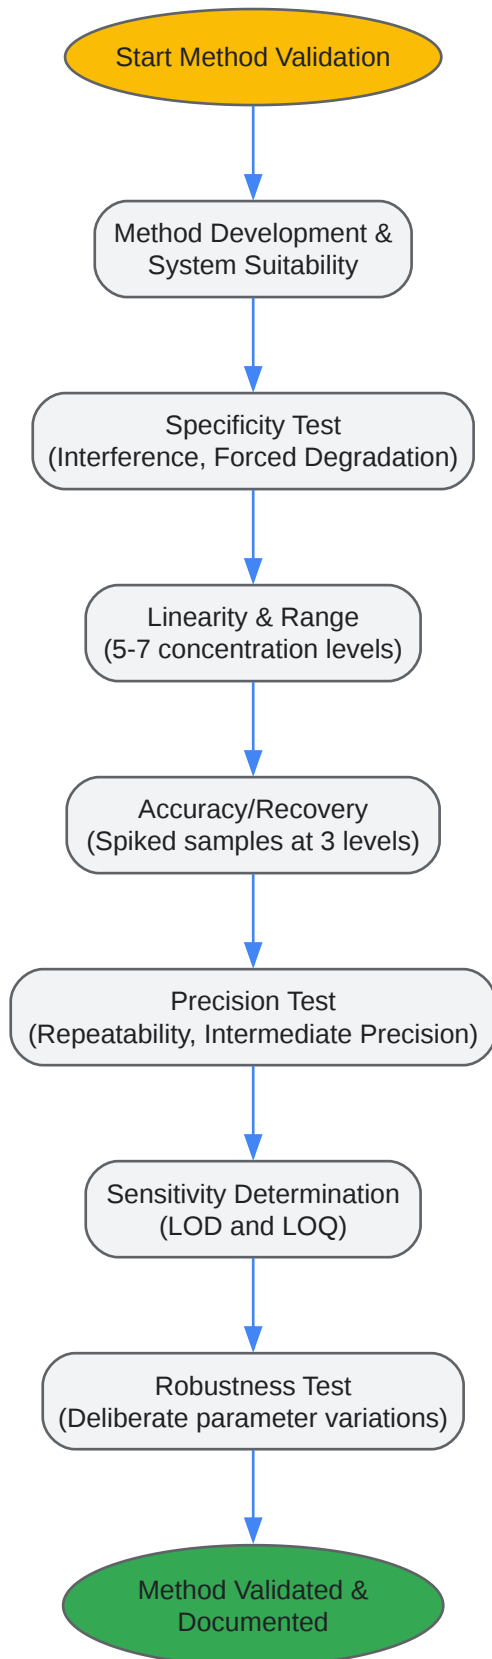 Start Method Validation
Method Development &
System Suitability
Specificity Test
(Interference, Forced Degradation)
Linearity & Range
(5-7 concentration levels)
Accuracy/Recovery
(Spiked samples at 3 levels)
Precision Test
(Repeatability, Intermediate Precision)
Sensitivity Determination
(LOD and LOQ)
Robustness Test
(Deliberate parameter variations)
Method Validated &
Documented